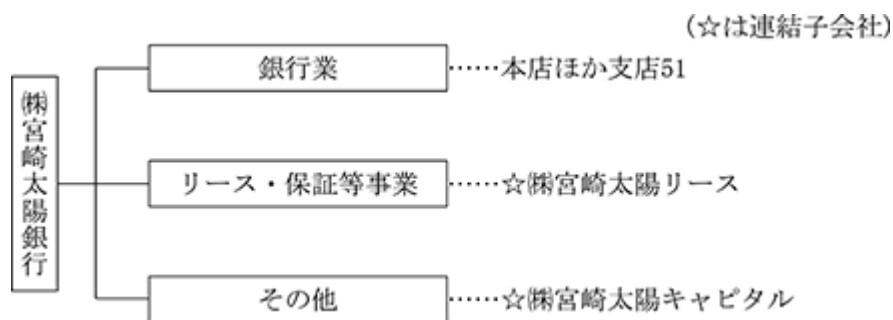 (☆は連結子会社)
㈱宮崎太陽銀行
銀行業……本店ほか支店51
リース・保証等事業……☆㈱宮崎太陽リース
その他……☆㈱宮崎太陽キャピタル